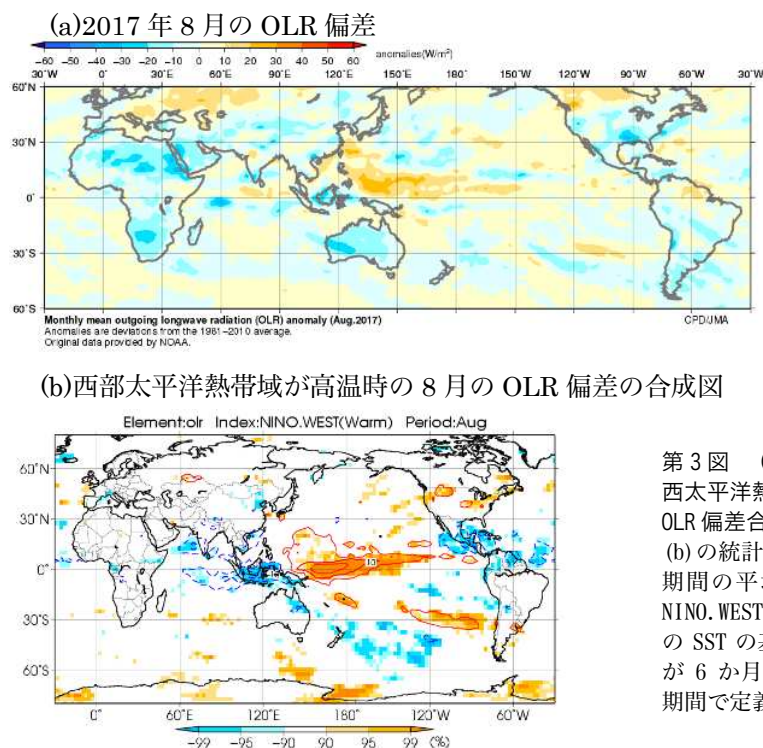 (a)2017 年 8 月の OLR 偏差
-60 -50 -40 -30 -20 -10 0 10 20 30 40 50 60 anomalies(W/m²)
30°W 0° 30°E 60°E 90°E 120°E 150°E 180° 150°W 120°W 90°W 60°W 30°W
60°N
30°N
0°
30°S
60°S
Monthly mean outgoing longwave radiation (OLR) anomaly (Aug.2017)
Anomalies are deviations from the 1981-2010 average.
Original data provided by NOAA.
CPD/JMA
(b)西部太平洋熱帯域が高温時の 8 月の OLR 偏差の合成図
Element:olr Index:NINO.WEST(Warm) Period:Aug
60°N
30°N
0°
30°S
60°S
10
0° 60°E 120°E 180° 120°W 60°W
-99 -95 -90 90 95 99 (%)
第 3 図
西太平洋熱
OLR 偏差合
(b)の統計
期間の平
NINO.WEST
の SST の
が 6 か月
期間で定義